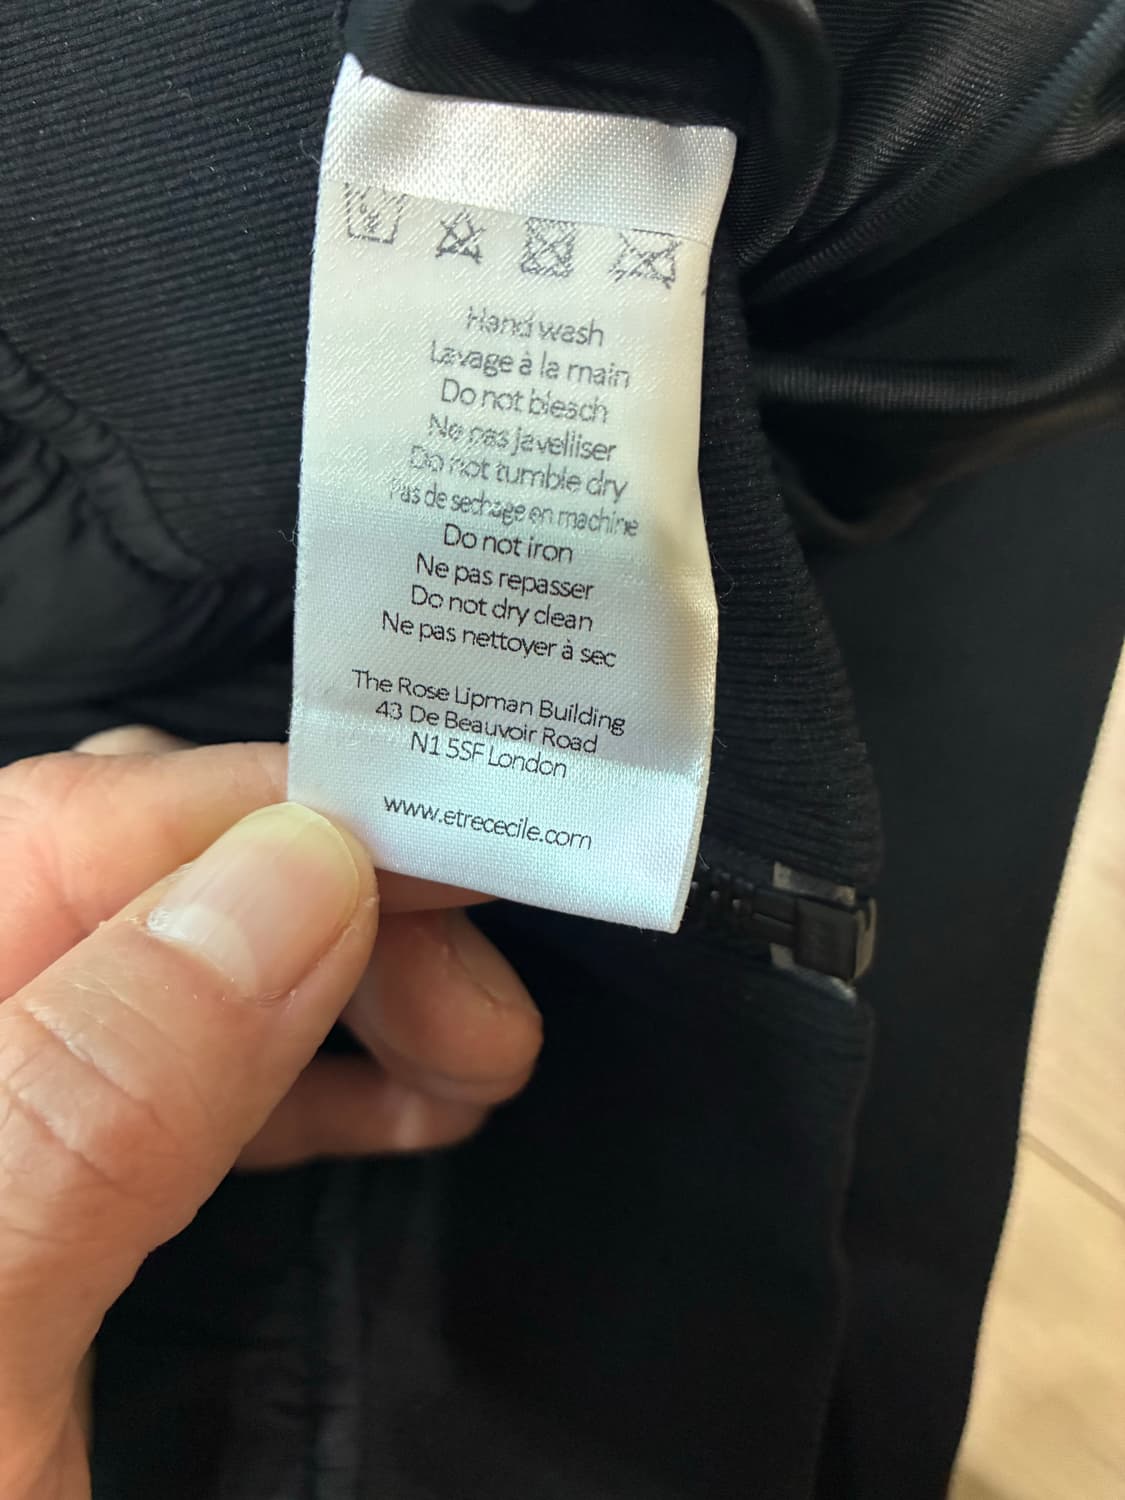 Hand wash
Lavage à la main
Do not bleach
Ne pas javelliser
Do not tumble dry
Pas de sechage en machine
Do not iron
Ne pas repasser
Do not dry clean
Ne pas nettoyer à sec
The Rose Lipman Building
43 De Beauvoir Road
N1 5SF London
www.etrececile.com